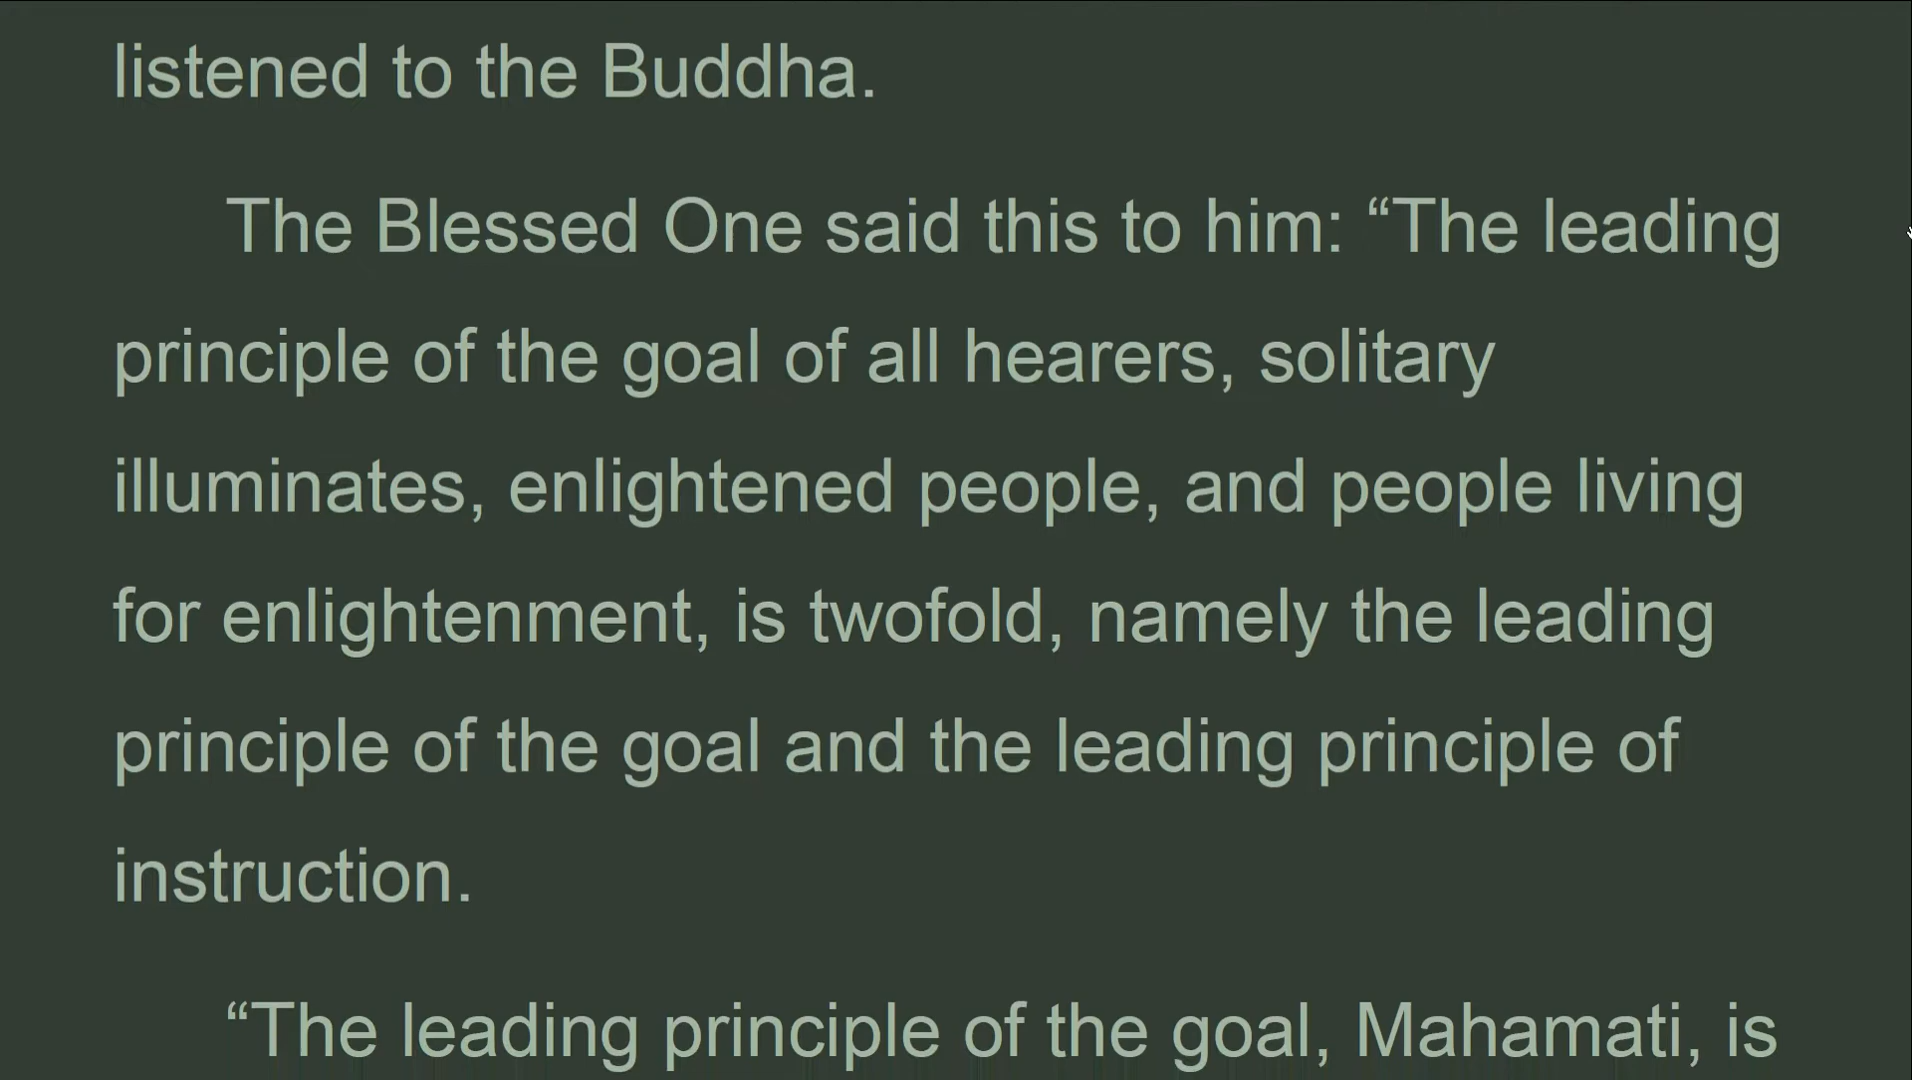 listened to the Buddha.
The Blessed One said this to him: “The leading
principle of the goal of all hearers, solitary
illuminates, enlightened people, and people living
for enlightenment, is twofold, namely the leading
principle of the goal and the leading principle of
instruction.
“The leading principle of the goal, Mahamati, is